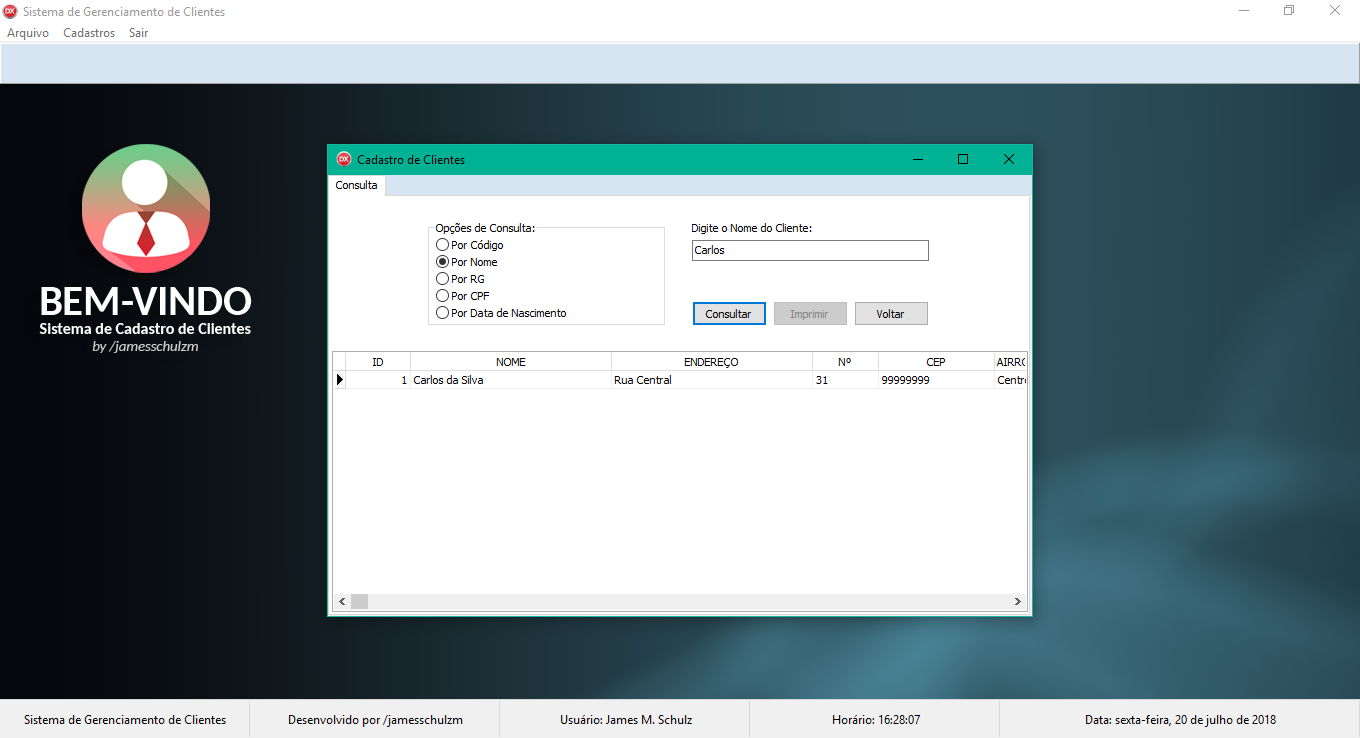 DX Sistema de Gerenciamento de Clientes
Arquivo Cadastros Sair
BEM-VINDO
Sistema de Cadastro de Clientes
by /jamesschulzm
DX Cadastro de Clientes
Consulta
Opções de Consulta:
Por Código
Por Nome
Por RG
Por CPF
Por Data de Nascimento
Digite o Nome do Cliente:
Carlos
Consultar Imprimir Voltar
ID NOME ENDEREÇO Nº CEP AIRRO
1 Carlos da Silva Rua Central 31 99999999 Centr
Sistema de Gerenciamento de Clientes Desenvolvido por /jamesschulzm Usuário: James M. Schulz Horário: 16:28:07 Data: sexta-feira, 20 de julho de 2018